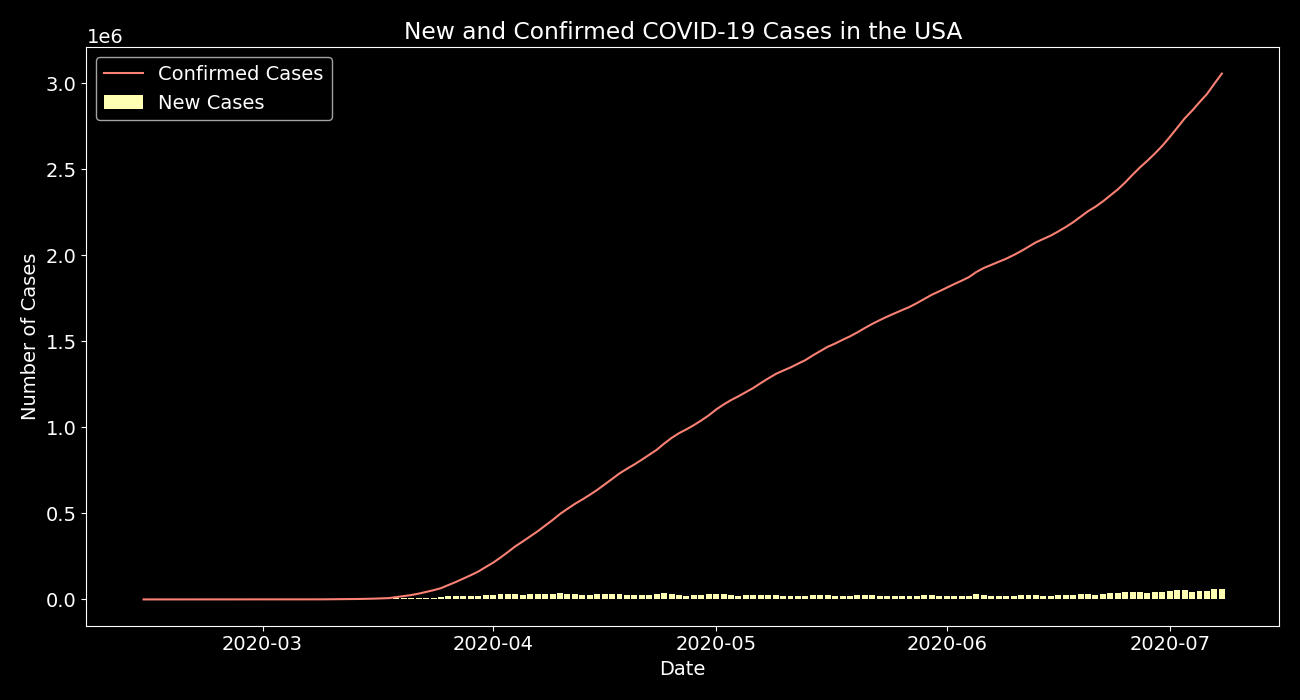 New and Confirmed COVID-19 Cases in the USA
1e6
Confirmed Cases
New Cases
3.0
2.5
2.0
1.5
1.0
0.5
0.0
Number of Cases
2020-03 2020-04 2020-05 2020-06 2020-07
Date